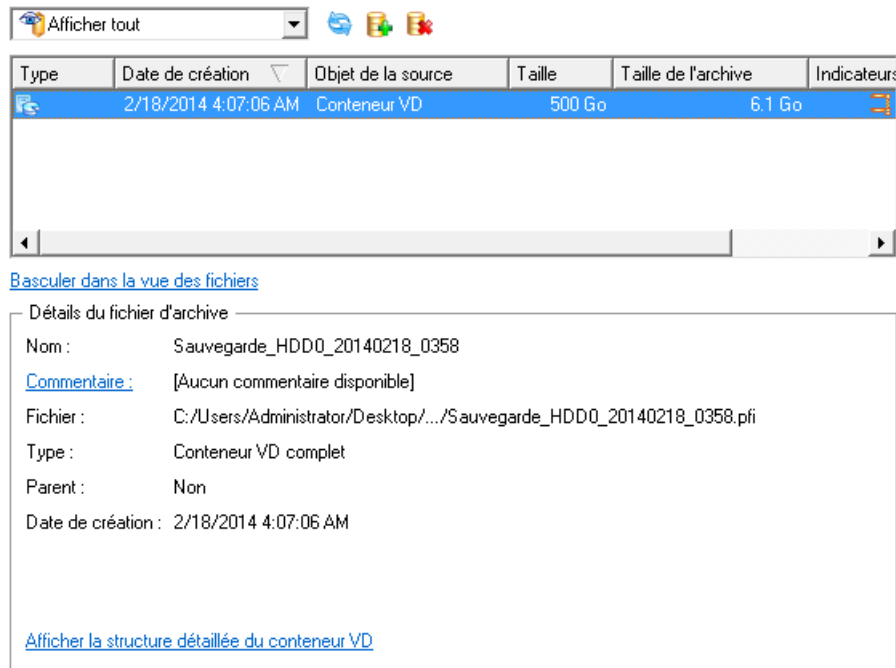 Afficher tout
Type Date de création Objet de la source Taille Taille de l'archive Indicateurs
2/18/2014 4:07:06 AM Conteneur VD 500 Go 6.1 Go
Basculer dans la vue des fichiers
Détails du fichier d'archive
Nom : Sauvegarde_HDD0_20140218_0358
Commentaire : [Aucun commentaire disponible]
Fichier : C:/Users/Administrator/Desktop/.../Sauvegarde_HDD0_20140218_0358.pfi
Type : Conteneur VD complet
Parent : Non
Date de création : 2/18/2014 4:07:06 AM
Afficher la structure détaillée du conteneur VD